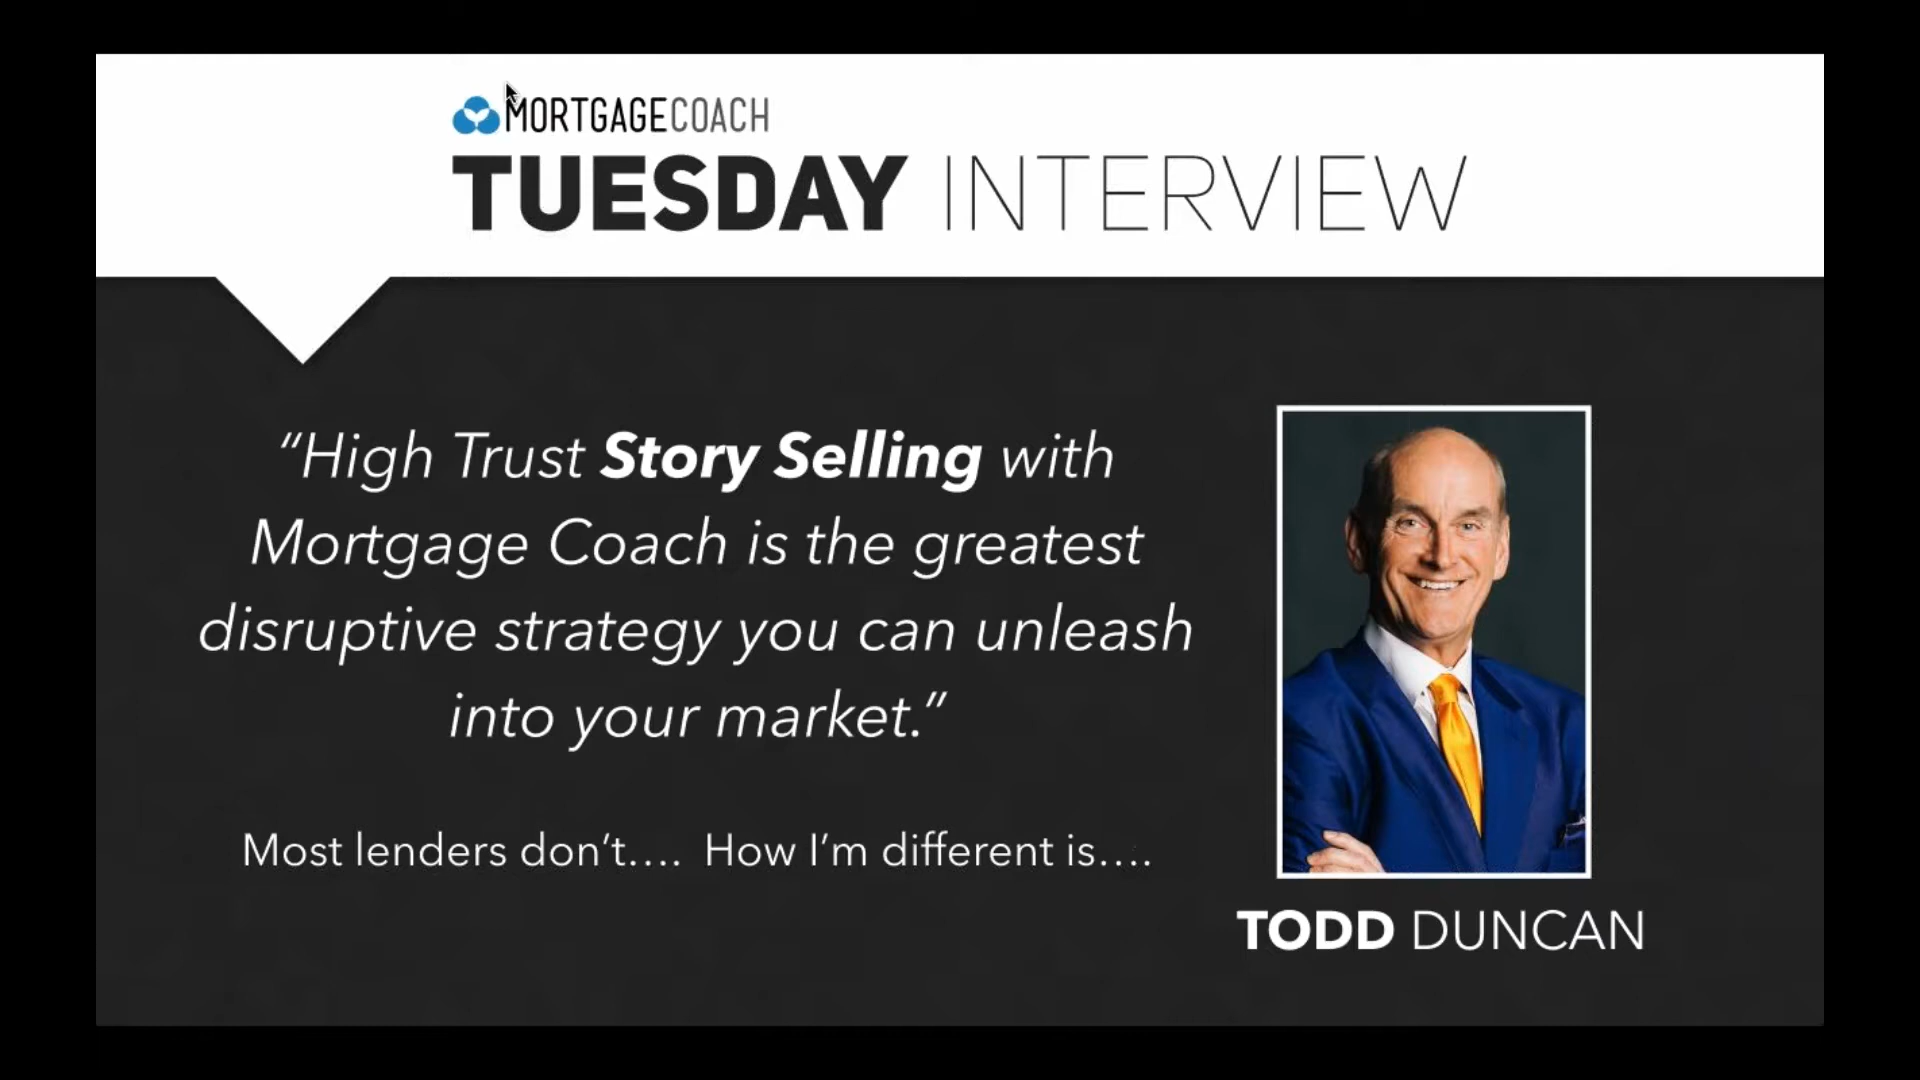 MORTGAGECOACH
TUESDAY INTERVIEW
“High Trust Story Selling with
Mortgage Coach is the greatest
disruptive strategy you can unleash
into your market.”
Most lenders don’t.... How I’m different is....
TODD DUNCAN